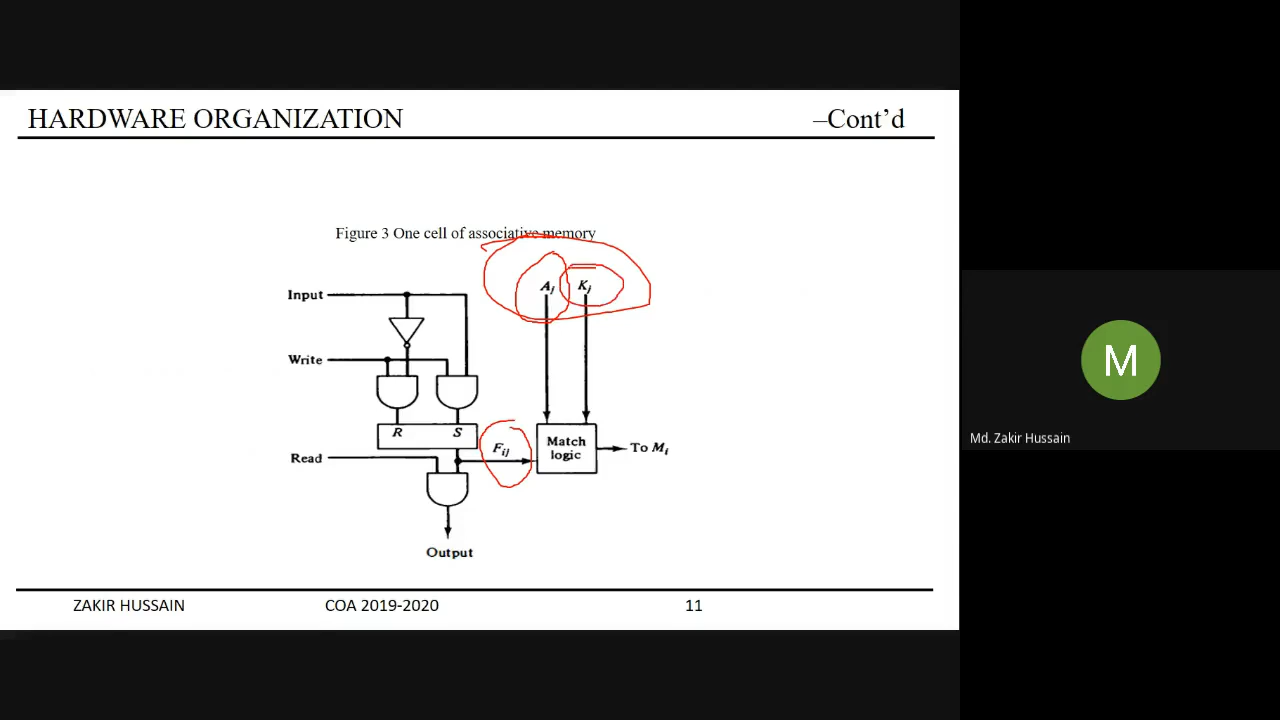 HARDWARE ORGANIZATION –Cont’d
Figure 3 One cell of associative memory
Aj Kj
Input
Write
R S
Fij
Match
logic
To Mi
Read
Output
ZAKIR HUSSAIN COA 2019-2020 11
M
Md. Zakir Hussain